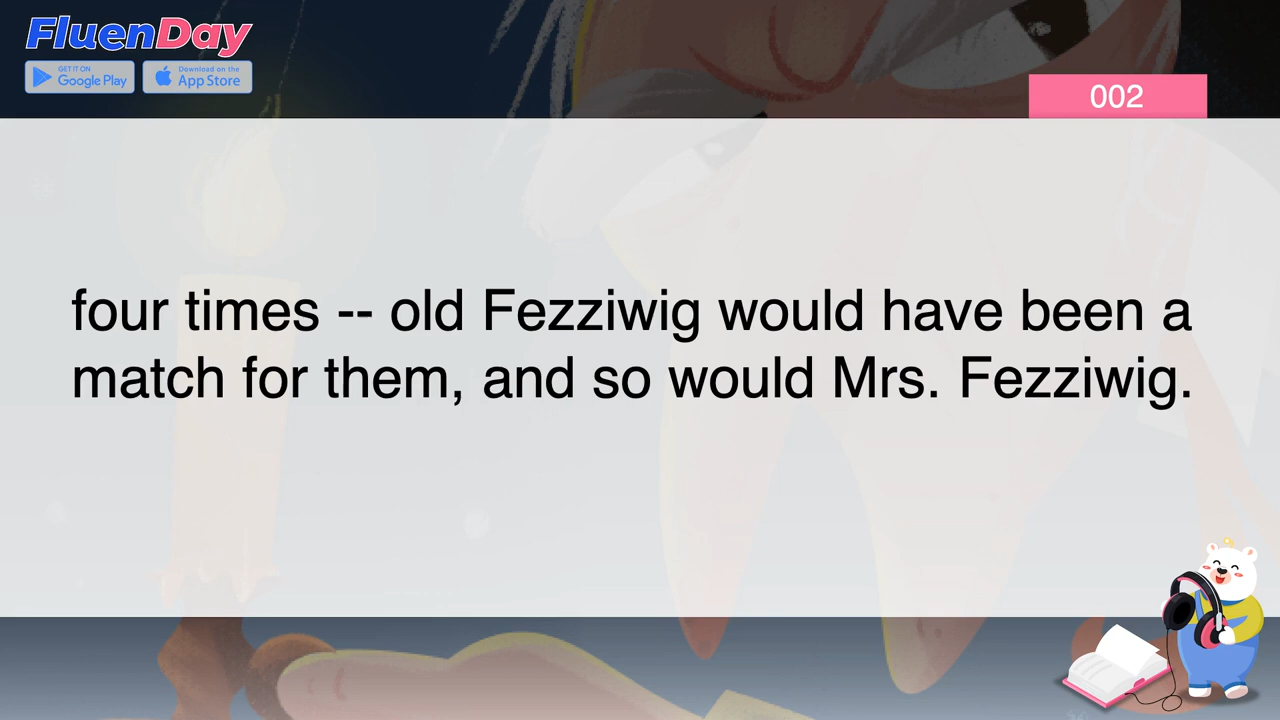 FluenDay
GET IT ON
Google Play
Download on the
App Store
002
four times -- old Fezziwig would have been a
match for them, and so would Mrs. Fezziwig.